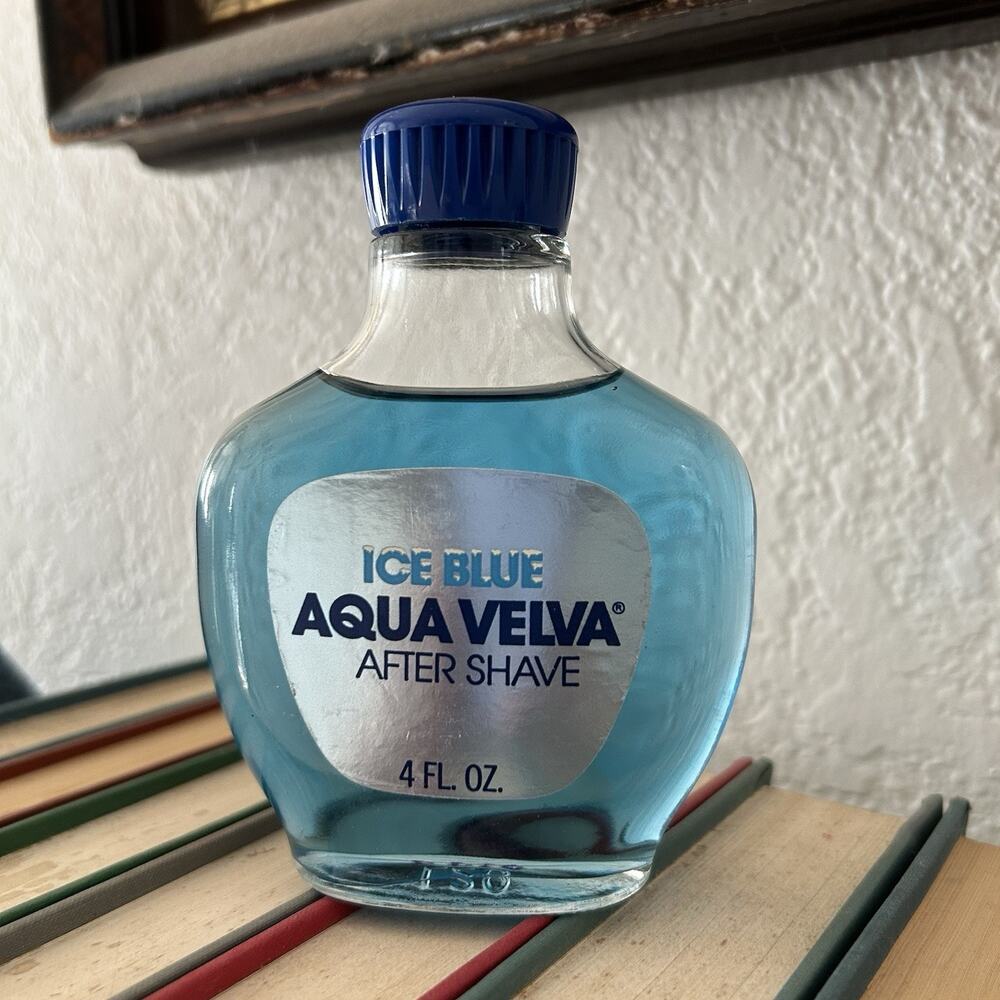 ICE BLUE
AQUA VELVA®
AFTER SHAVE
4 FL. OZ.